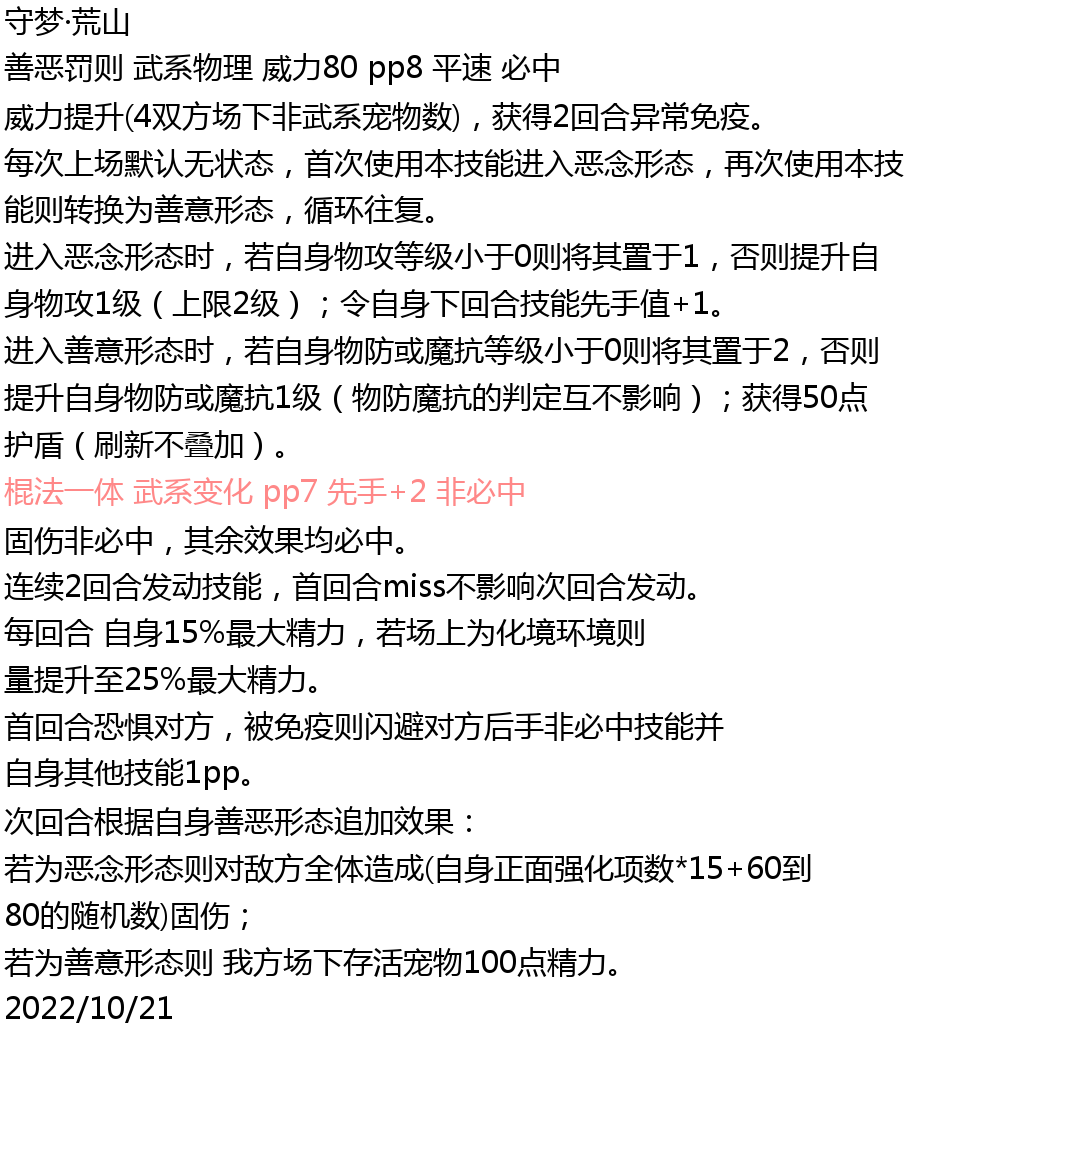 守梦·荒山
善恶罚则 武系物理 威力80 pp8 平速 必中
威力提升(4双方场下非武系宠物数)，获得2回合异常免疫。
每次上场默认无状态，首次使用本技能进入恶念形态，再次使用本技
能则转换为善意形态，循环往复。
进入恶念形态时，若自身物攻等级小于0则将其置于1，否则提升自
身物攻1级（上限2级）；令自身下回合技能先手值+1。
进入善意形态时，若自身物防或魔抗等级小于0则将其置于2，否则
提升自身物防或魔抗1级（物防魔抗的判定互不影响）；获得50点
护盾（刷新不叠加）。
棍法一体 武系变化 pp7 先手+2 非必中
固伤非必中，其余效果均必中。
连续2回合发动技能，首回合miss不影响次回合发动。
每回合 自身15%最大精力，若场上为化境环境则
量提升至25%最大精力。
首回合恐惧对方，被免疫则闪避对方后手非必中技能并
自身其他技能1pp。
次回合根据自身善恶形态追加效果：
若为恶念形态则对敌方全体造成(自身正面强化项数*15+60到
80的随机数)固伤；
若为善意形态则 我方场下存活宠物100点精力。
2022/10/21